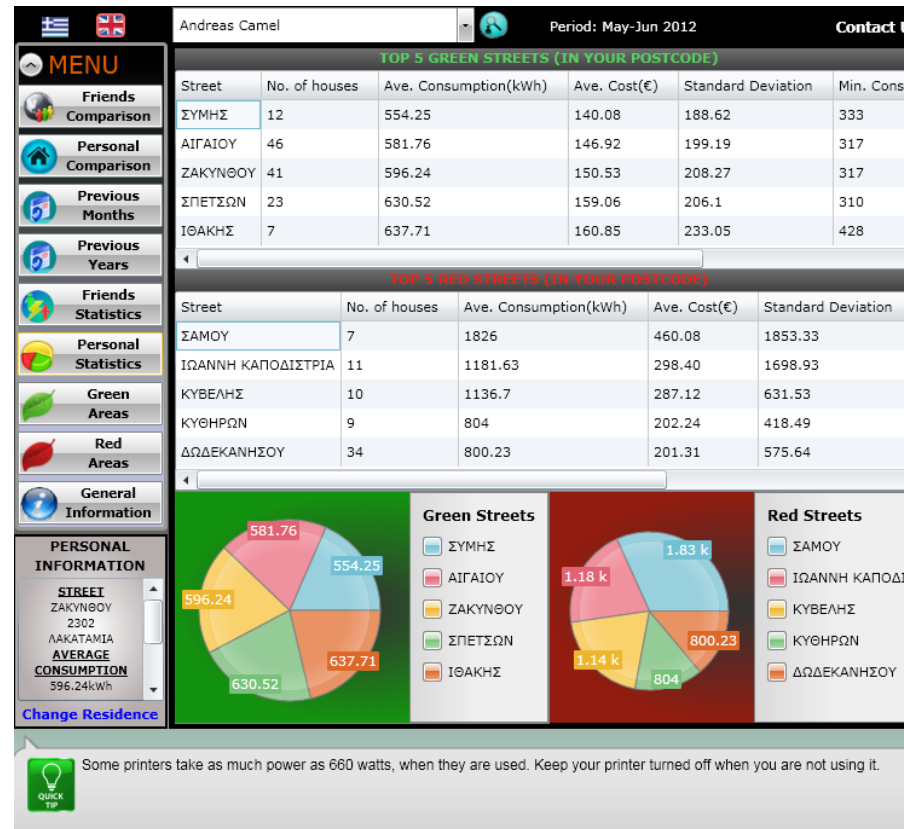 Andreas Camel
Period: May-Jun 2012
Contact U
MENU
Friends
Comparison
Personal
Comparison
Previous
Months
Previous
Years
Friends
Statistics
Personal
Statistics
Green
Areas
Red
Areas
General
Information
PERSONAL
INFORMATION
STREET
ΖΑΚΥΝΘΟΥ
2302
ΛΑΚΑΤΑΜΙΑ
AVERAGE
CONSUMPTION
596.24kWh
Change Residence
TOP 5 GREEN STREETS (IN YOUR POSTCODE)
Street No. of houses Ave. Consumption(kWh) Ave. Cost(€) Standard Deviation Min. Cons
ΣΥΜΗΣ 12 554.25 140.08 188.62 333
ΑΙΓΑΙΟΥ 46 581.76 146.92 199.19 317
ΖΑΚΥΝΘΟΥ 41 596.24 150.53 208.27 317
ΣΠΕΤΣΩΝ 23 630.52 159.06 206.1 310
ΙΘΑΚΗΣ 7 637.71 160.85 233.05 428
TOP 5 RED STREETS (IN YOUR POSTCODE)
Street No. of houses Ave. Consumption(kWh) Ave. Cost(€) Standard Deviation
ΣΑΜΟΥ 7 1826 460.08 1853.33
ΙΩΑΝΝΗ ΚΑΠΟΔΙΣΤΡΙΑ 11 1181.63 298.40 1698.93
ΚΥΒΕΛΗΣ 10 1136.7 287.12 631.53
ΚΥΘΗΡΩΝ 9 804 202.24 418.49
ΔΩΔΕΚΑΝΗΣΟΥ 34 800.23 201.31 575.64
581.76
554.25
596.24
637.71
630.52
Green Streets
ΣΥΜΗΣ
ΑΙΓΑΙΟΥ
ΖΑΚΥΝΘΟΥ
ΣΠΕΤΣΩΝ
ΙΘΑΚΗΣ
1.83 k
1.18 k
800.23
1.14 k
804
Red Streets
ΣΑΜΟΥ
ΙΩΑΝΝΗ ΚΑΠΟΔΙ
ΚΥΒΕΛΗΣ
ΚΥΘΗΡΩΝ
ΔΩΔΕΚΑΝΗΣΟΥ
QUICK
TIP
Some printers take as much power as 660 watts, when they are used. Keep your printer turned off when you are not using it.